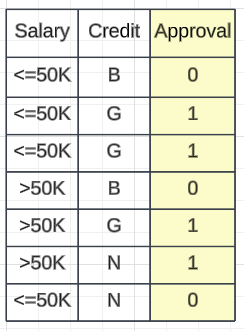 Salary Credit Approval
<=50K B 0
<=50K G 1
<=50K G 1
>50K B 0
>50K G 1
>50K N 1
<=50K N 0